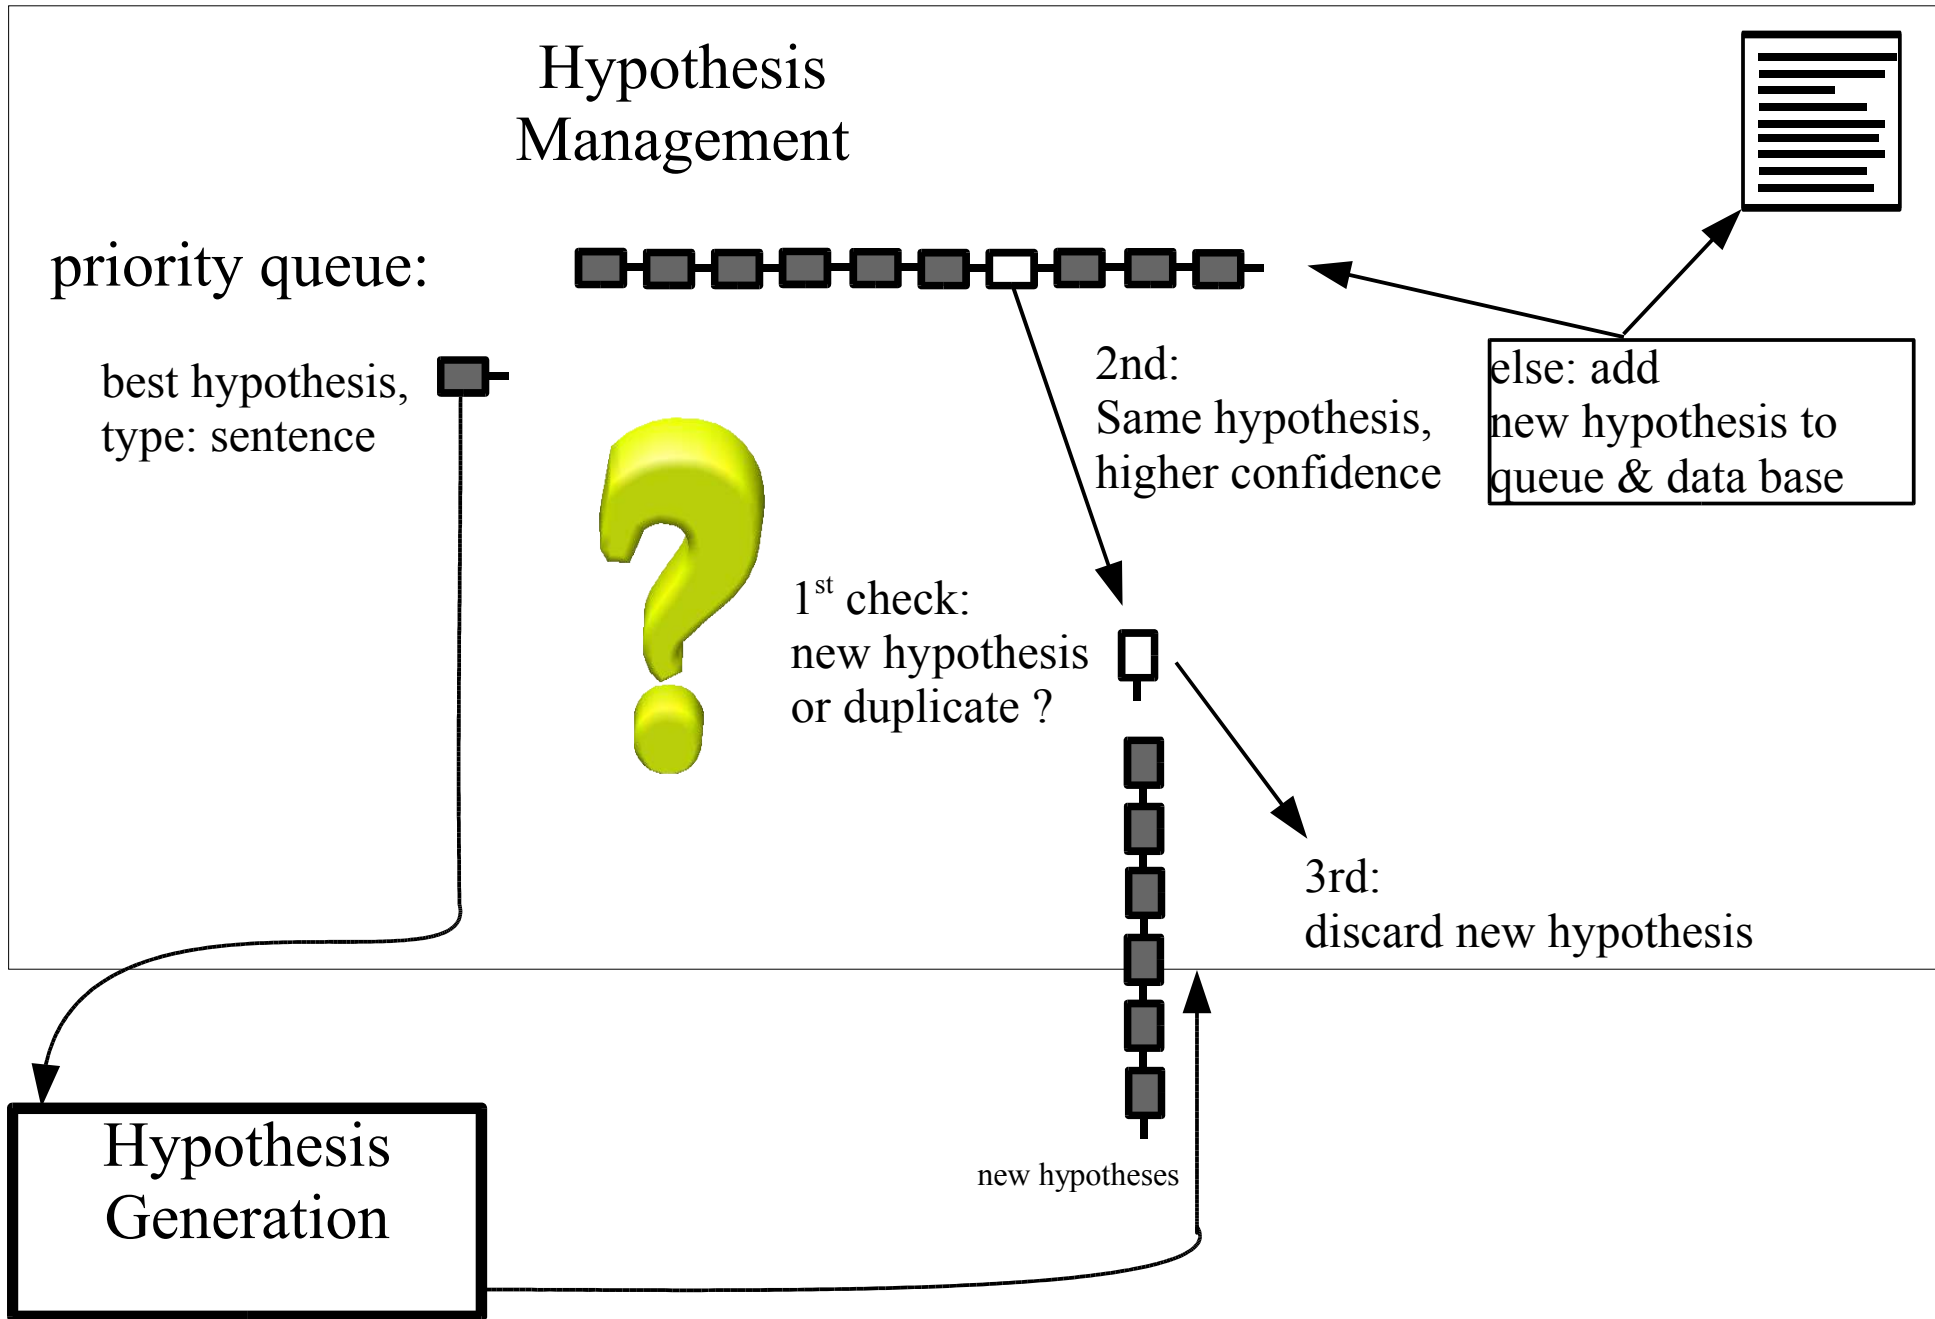 Hypothesis
Management
priority queue:
best hypothesis,
type: sentence
2nd:
Same hypothesis,
higher confidence
else: add
new hypothesis to
queue & data base
1st check:
new hypothesis
or duplicate ?
3rd:
discard new hypothesis
new hypotheses
Hypothesis
Generation